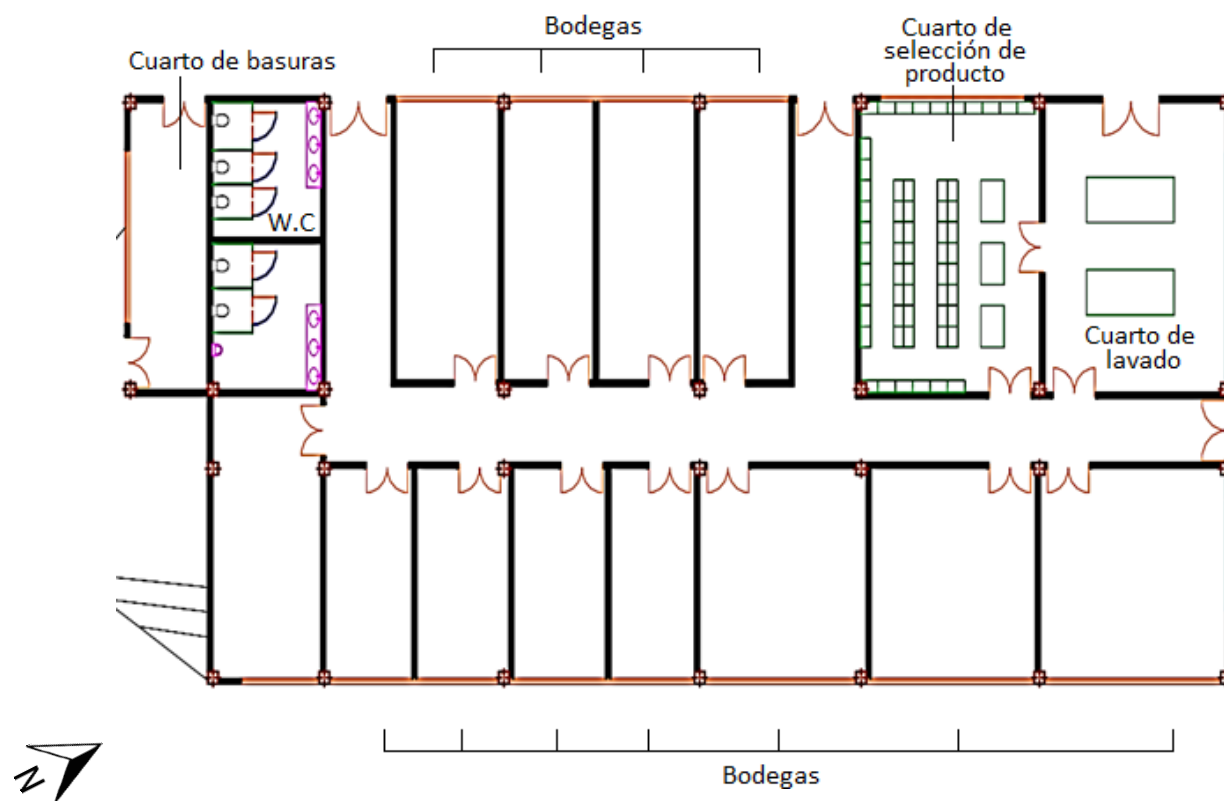 Bodegas
Cuarto de basuras
Cuarto de
selección de
producto
W.C
Cuarto de
lavado
Bodegas
N